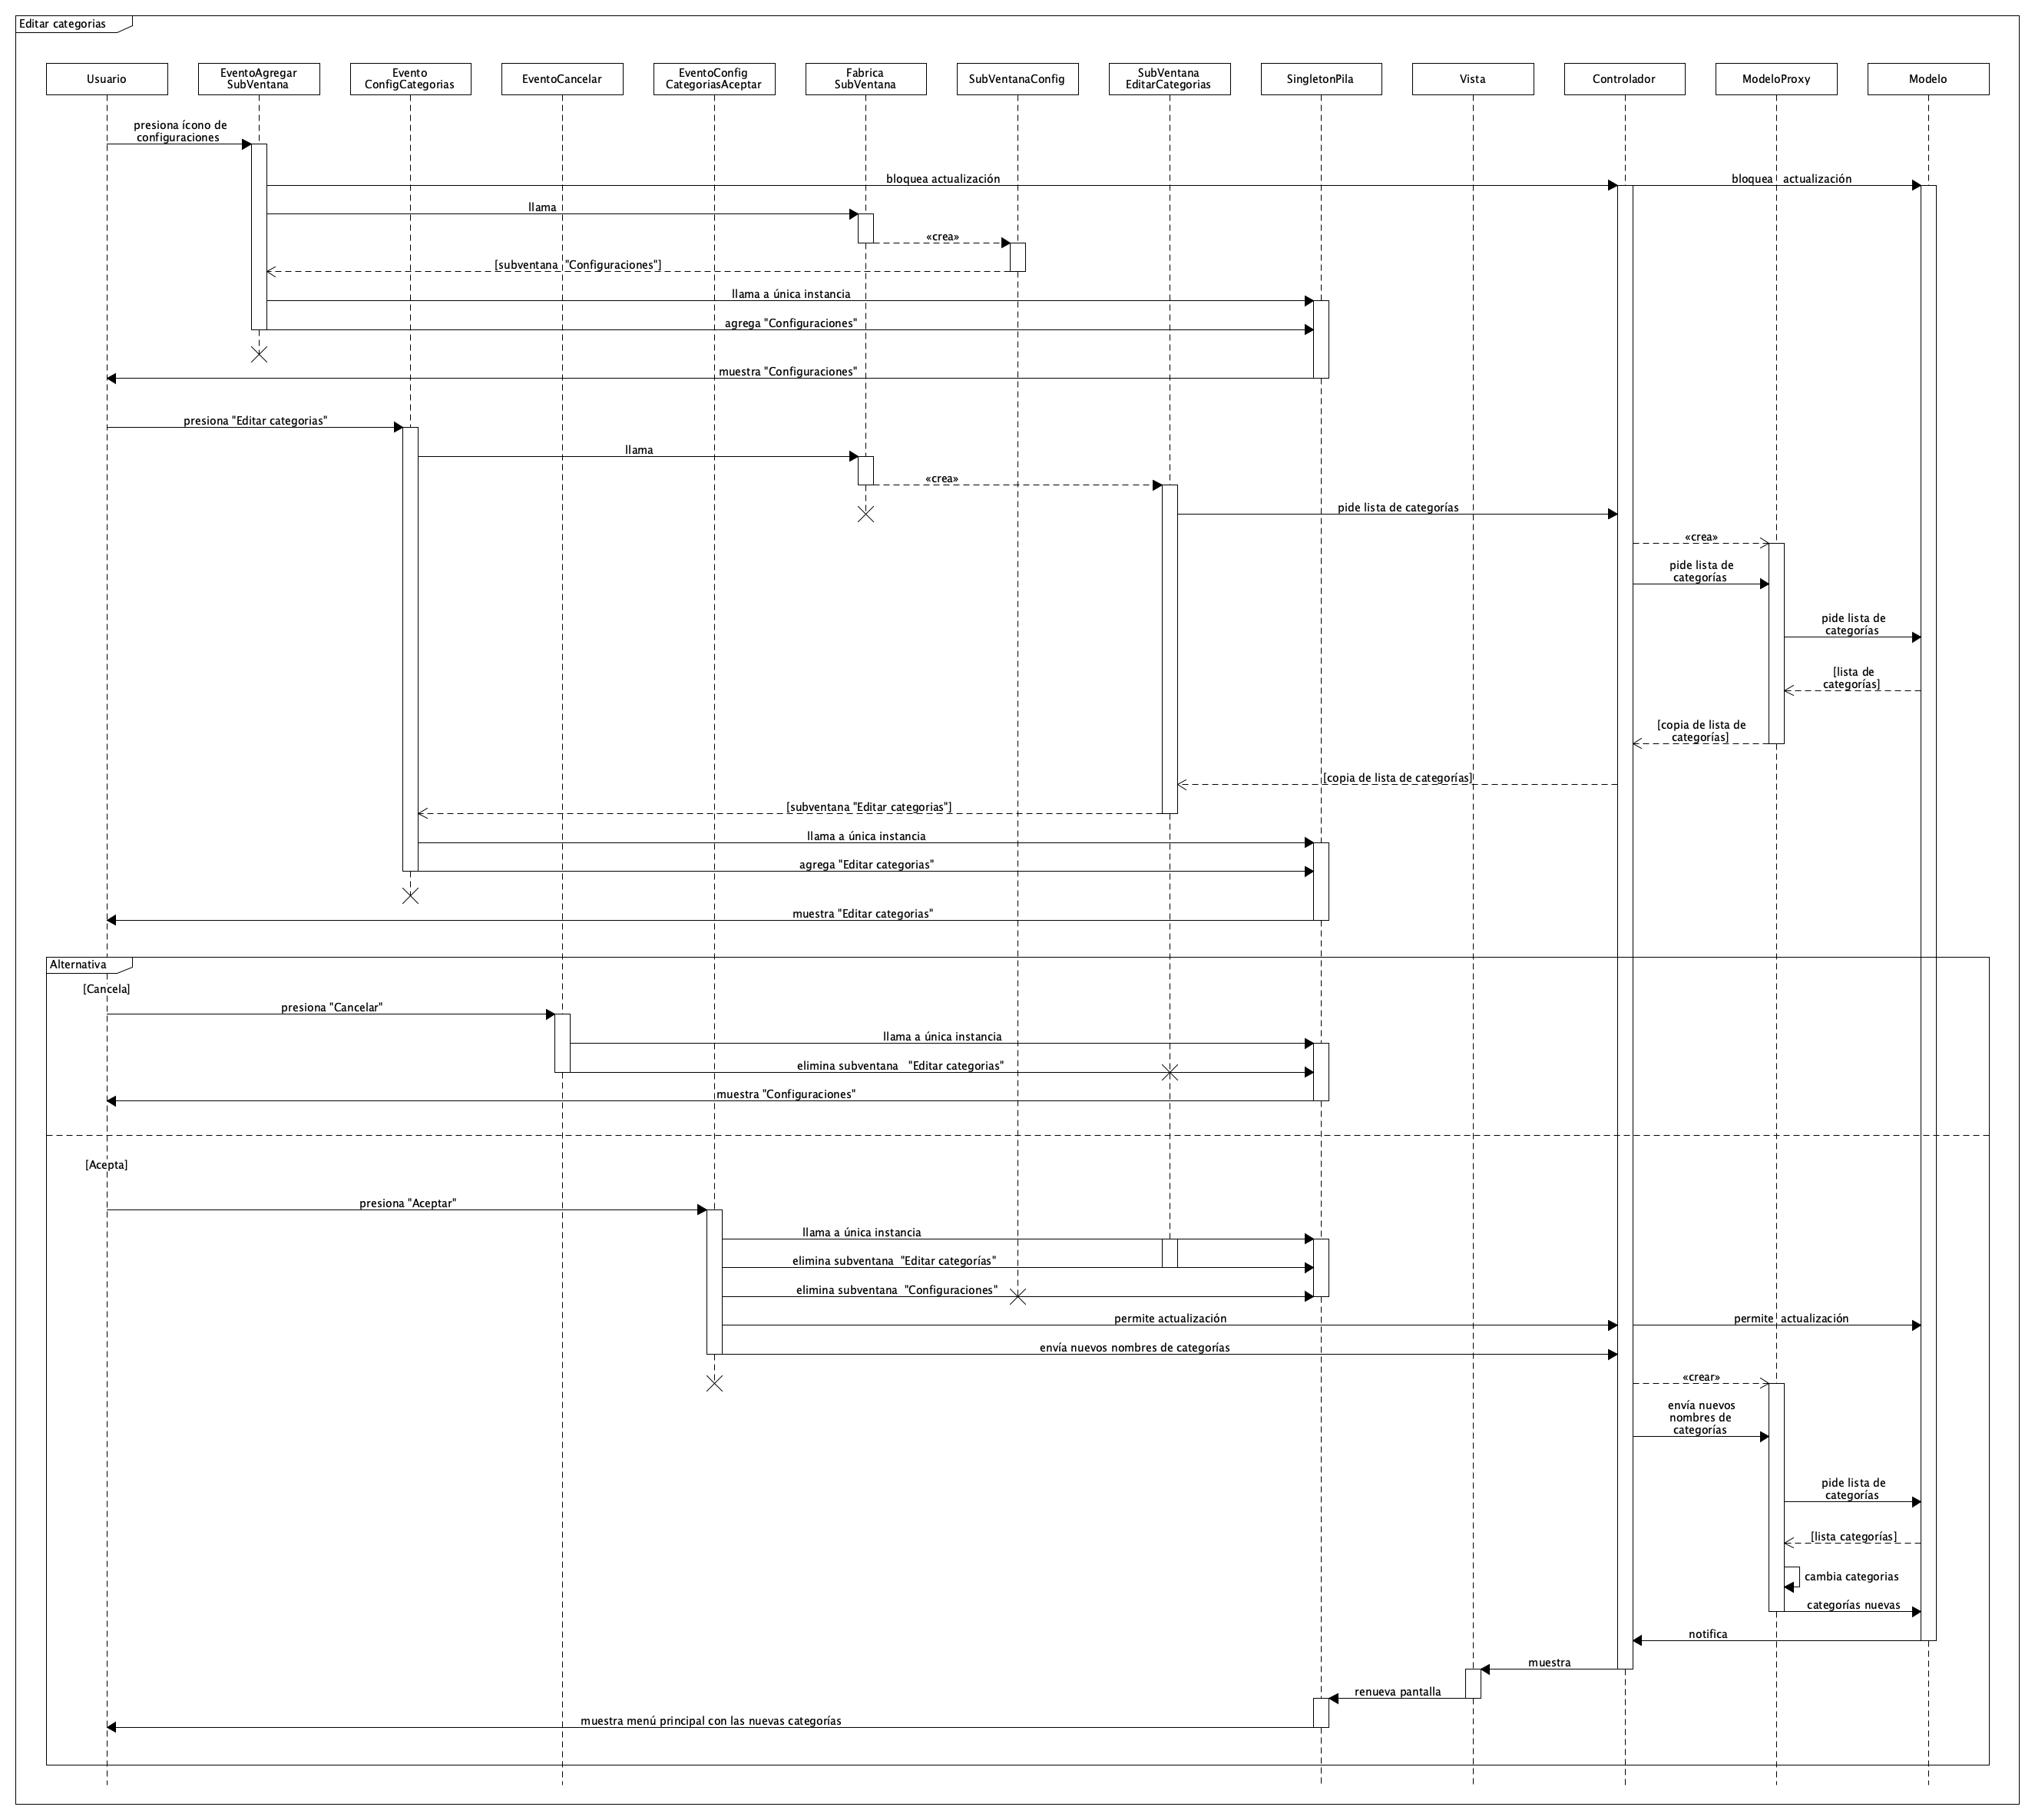 Editar categorias
Usuario
EventoAgregar
SubVentana
Evento
ConfigCategorias
EventoCancelar
EventoConfig
CategoriasAceptar
Fabrica
SubVentana
SubVentanaConfig
SubVentana
EditarCategorias
SingletonPila
Vista
Controlador
ModeloProxy
Modelo
presiona ícono de
configuraciones
bloquea actualización
bloquea actualización
llama
«crea»
[subventana "Configuraciones"]
llama a única instancia
agrega "Configuraciones"
muestra "Configuraciones"
presiona "Editar categorias"
llama
«crea»
pide lista de categorías
«crea»
pide lista de
categorías
pide lista de
categorías
[lista de
categorías]
[copia de lista de
categorías]
[copia de lista de categorías]
[subventana "Editar categorias"]
llama a única instancia
agrega "Editar categorias"
muestra "Editar categorias"
Alternativa
[Cancela]
presiona "Cancelar"
llama a única instancia
elimina subventana "Editar categorias"
muestra "Configuraciones"
[Acepta]
presiona "Aceptar"
llama a única instancia
elimina subventana "Editar categorías"
elimina subventana "Configuraciones"
permite actualización
permite actualización
envía nuevos nombres de categorías
«crear»
envía nuevos
nombres de
categorías
pide lista de
categorías
[lista categorías]
cambia categorias
categorías nuevas
notifica
muestra
renueva pantalla
muestra menú principal con las nuevas categorías